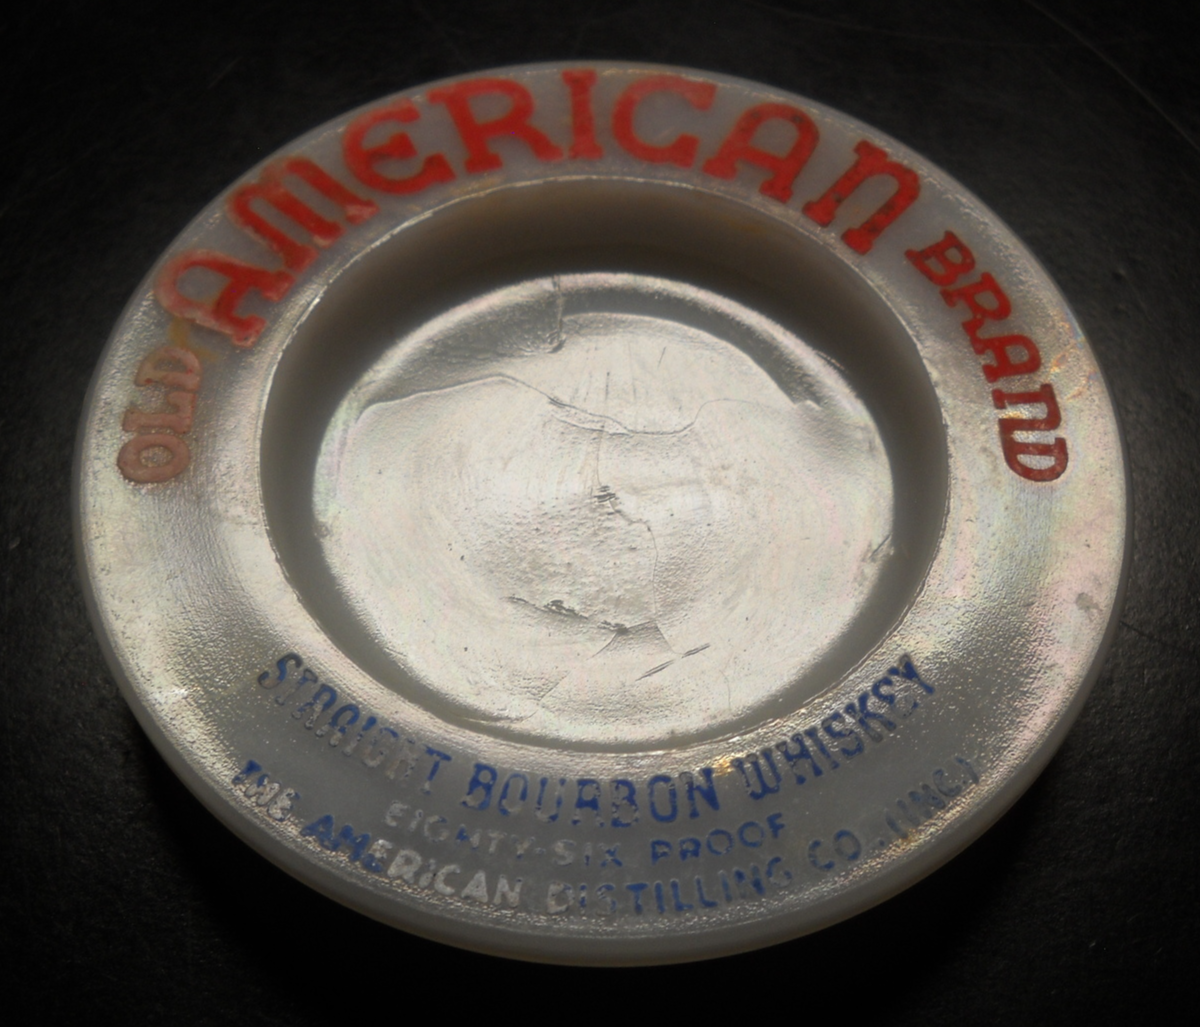 OLD AMERICAN BRAND
STRAIGHT BOURBON WHISKEY
EIGHTY-SIX PROOF
THE AMERICAN DISTILLING CO., (INC.)